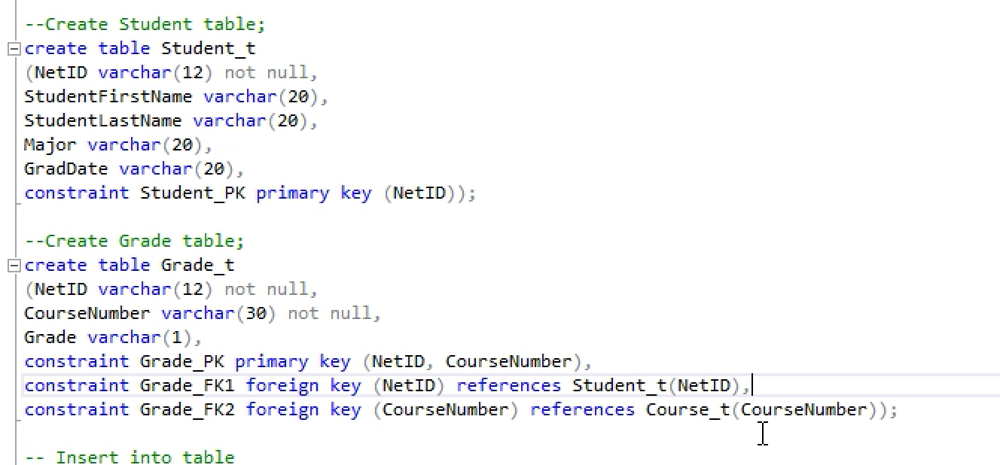 --Create Student table;
create table Student_t
(NetID varchar(12) not null,
StudentFirstName varchar(20),
StudentLastName varchar(20),
Major varchar(20),
GradDate varchar(20),
constraint Student_PK primary key (NetID));
--Create Grade table;
create table Grade_t
(NetID varchar(12) not null,
CourseNumber varchar(30) not null,
Grade varchar(1),
constraint Grade_PK primary key (NetID, CourseNumber),
constraint Grade_FK1 foreign key (NetID) references Student_t(NetID),
constraint Grade_FK2 foreign key (CourseNumber) references Course_t(CourseNumber));
-- Insert into table